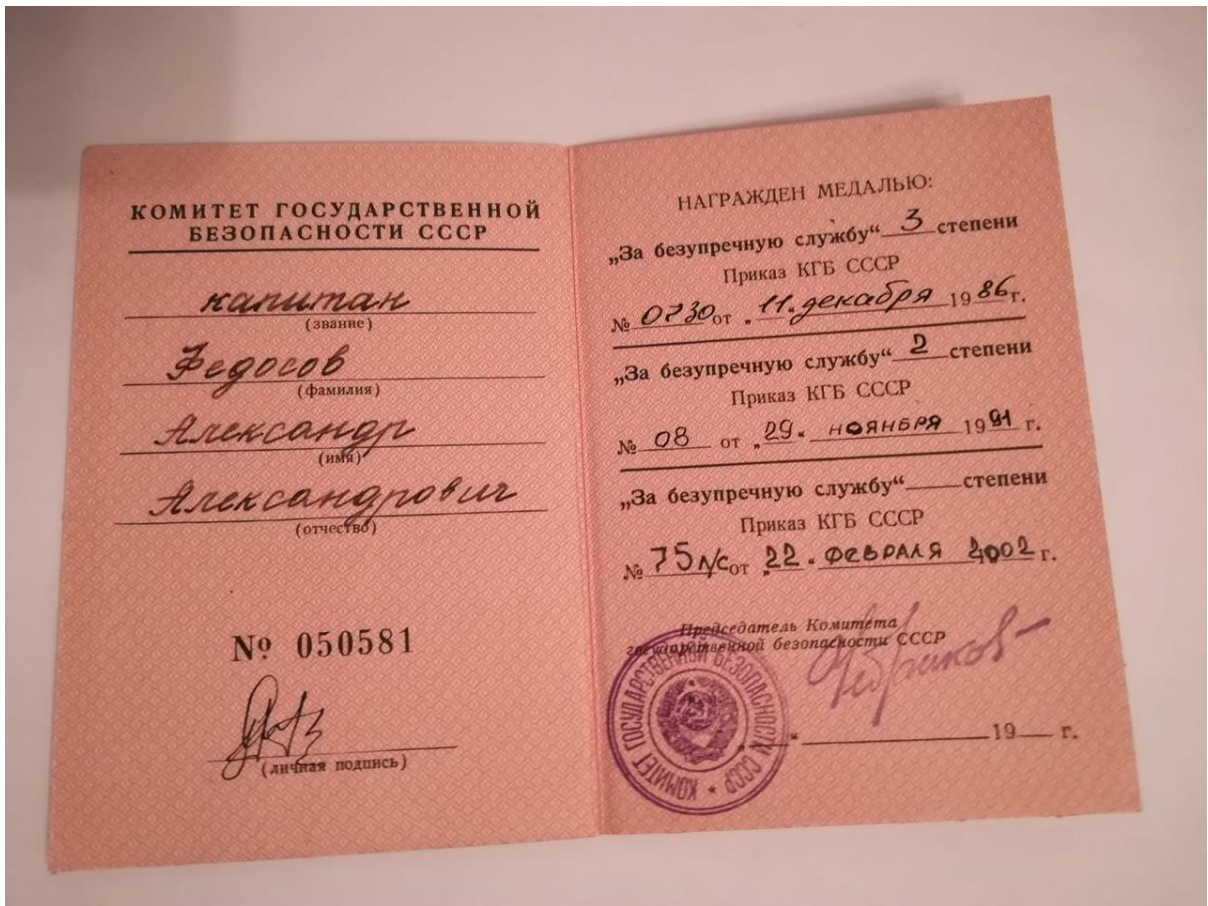 КОМИТЕТ ГОСУДАРСТВЕННОЙ
БЕЗОПАСНОСТИ СССР
капитан
(звание)
Федосов
(фамилия)
Александр
(имя)
Александрович
(отчество)
№ 050581
(личная подпись)
НАГРАЖДЕН МЕДАЛЬЮ:
„За безупречную службу“ 3 степени
Приказ КГБ СССР
№ 0730 от „11“ декабря 1986 г.
„За безупречную службу“ 2 степени
Приказ КГБ СССР
№ 08 от „29“ НОЯБРЯ 1991 г.
„За безупречную службу“ степени
Приказ КГБ СССР
№ 75 л/с от „22“ ФЕВРАЛЯ 2002 г.
Председатель Комитета
государственной безопасности СССР
Чебриков
„ “ 19 г.
КОМИТЕТ ГОСУДАРСТВЕННОЙ БЕЗОПАСНОСТИ СССР